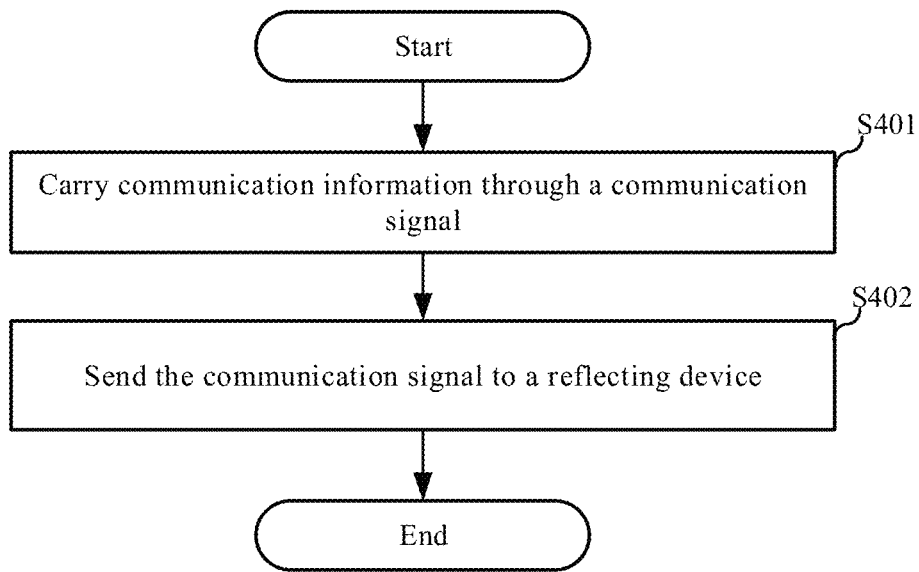 Start
S401
Carry communication information through a communication
signal
S402
Send the communication signal to a reflecting device
End